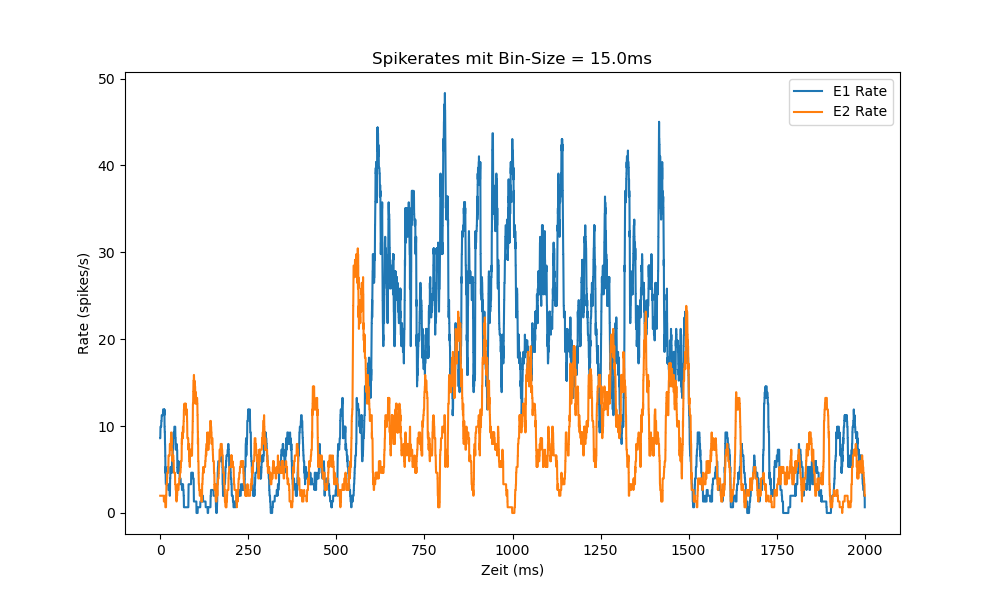 Spikerates mit Bin-Size = 15.0ms
E1 Rate
E2 Rate
Rate (spikes/s)
50
40
30
20
10
0
0 250 500 750 1000 1250 1500 1750 2000
Zeit (ms)